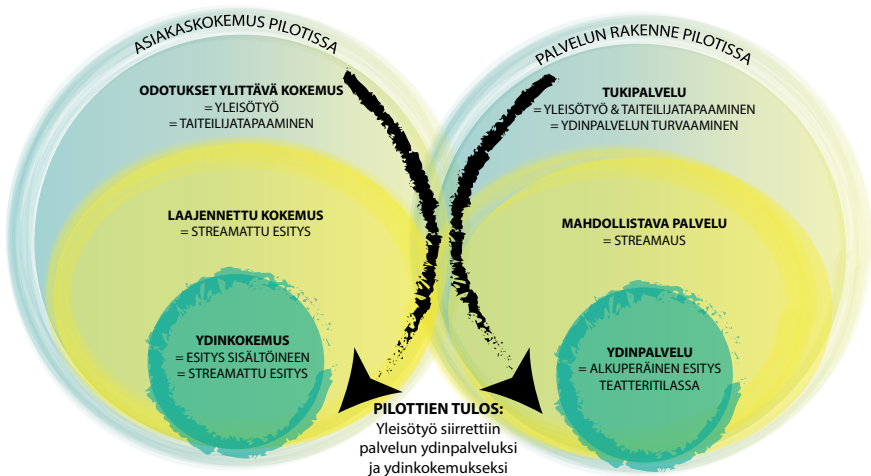 ASIAKASKOKEMUS PILOTISSA
ODOTUKSET YLITTÄVÄ KOKEMUS
= YLEISÖTYÖ
= TAITEILIJATAPAAMINEN
LAAJENNETTU KOKEMUS
= STREAMATTU ESITYS
YDINKOKEMUS
= ESITYS SISÄLTÖINEEN
= STREAMATTU ESITYS
PALVELUN RAKENNE PILOTISSA
TUKIPALVELU
= YLEISÖTYÖ & TAITEILIJATAPAAMINEN
= YDINPALVELUN TURVAAMINEN
MAHDOLLISTAVA PALVELU
= STREAMAUS
YDINPALVELU
= ALKUPERÄINEN ESITYS
TEATTERITILASSA
PILOTTIEN TULOS:
Yleisötyö siirrettiin
palvelun ydinpalveluksi
ja ydinkokemukseksi